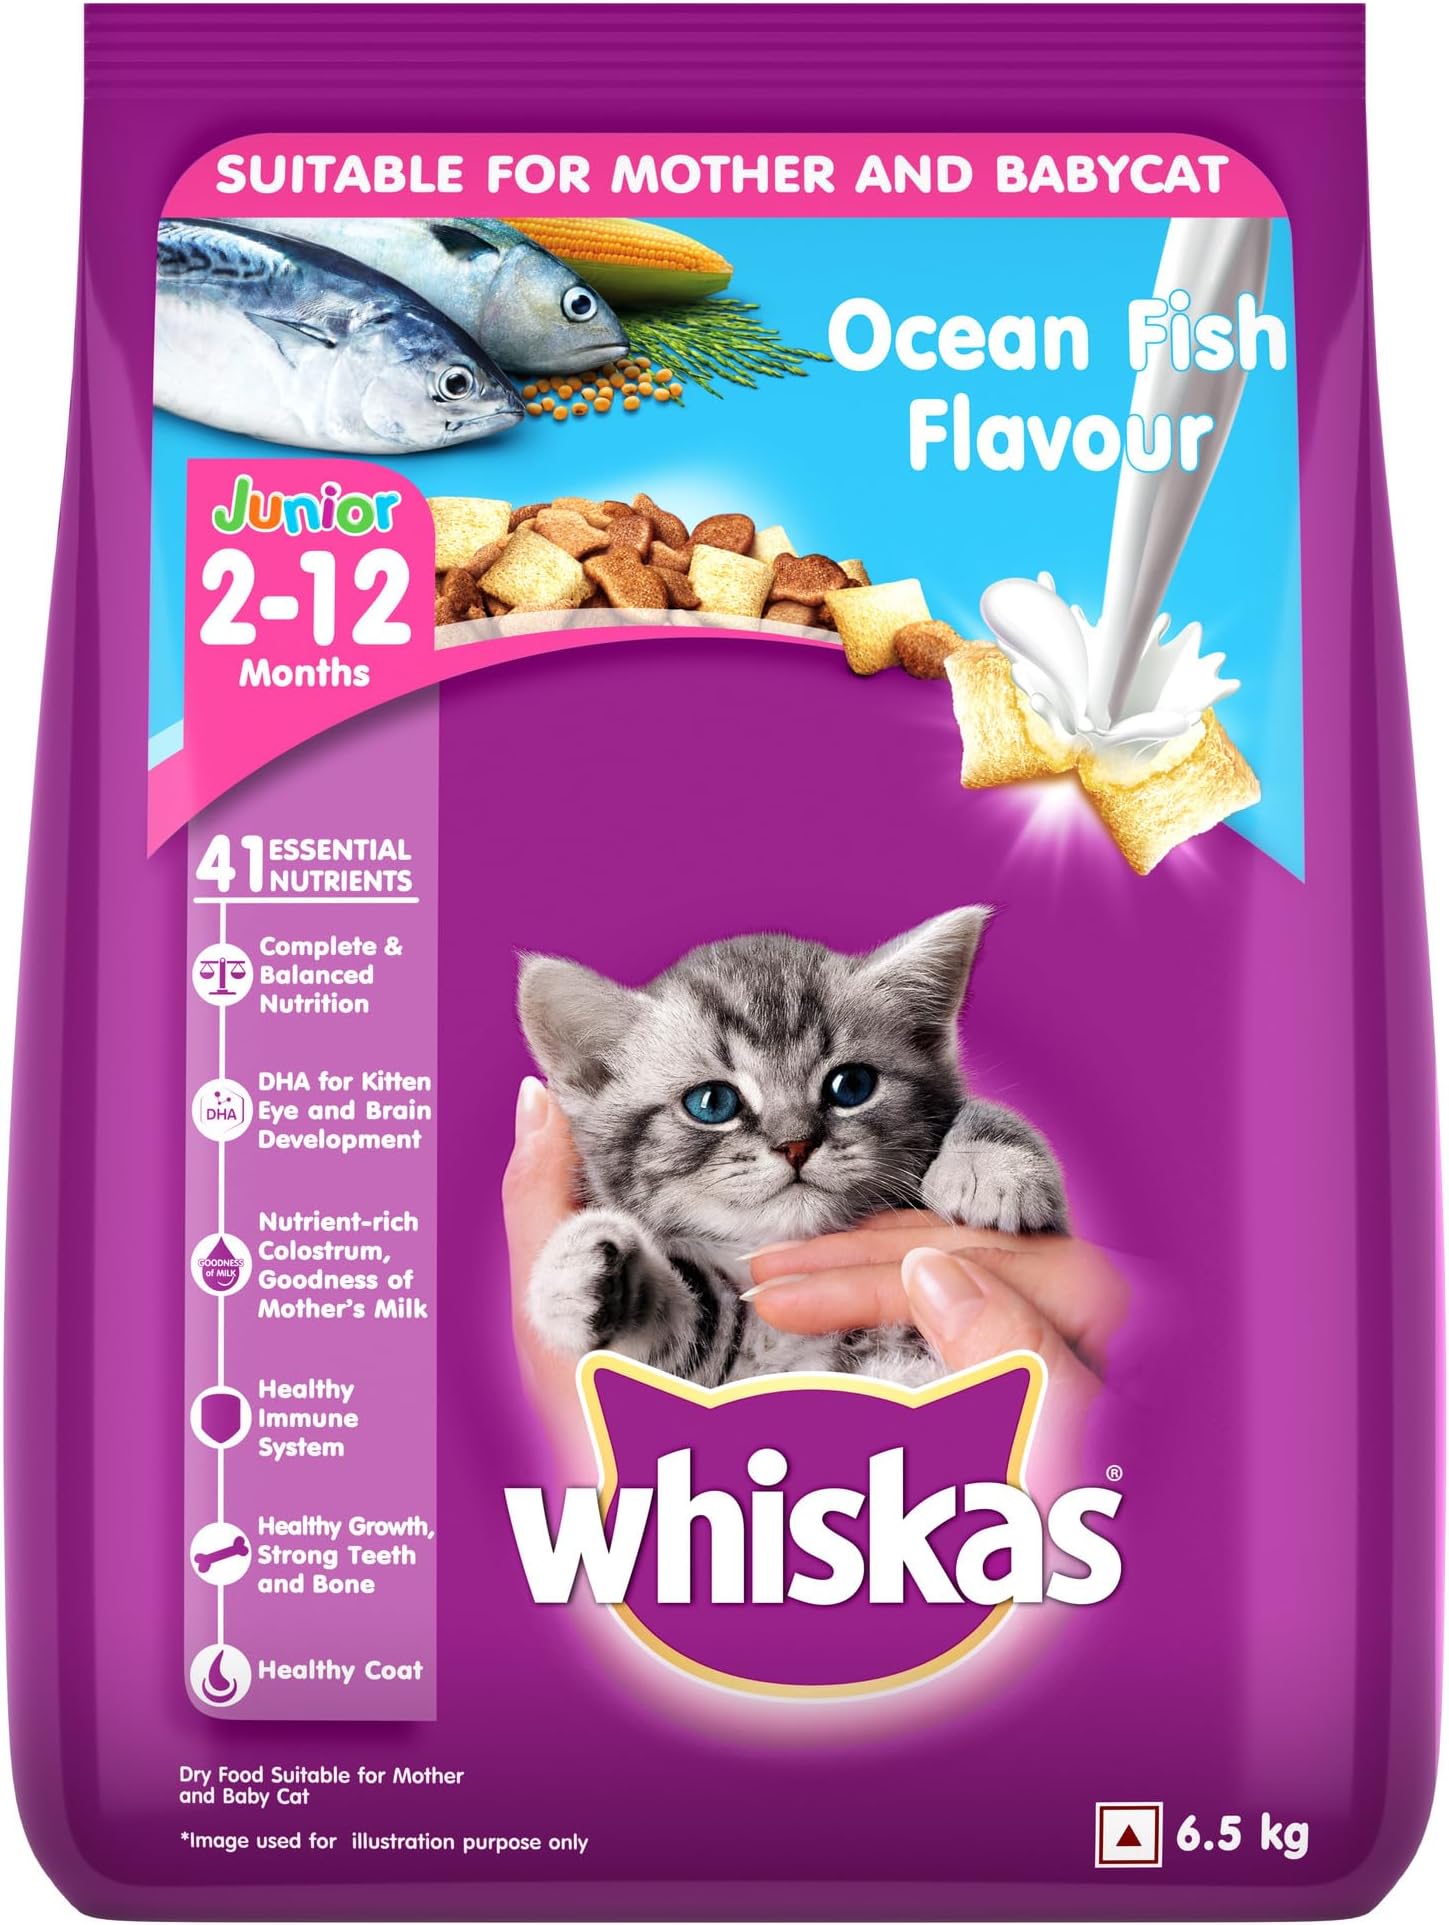 SUITABLE FOR MOTHER AND BABYCAT
Ocean Fish
Flavour
Junior
2-12
Months
41 ESSENTIAL
NUTRIENTS
Complete &
Balanced
Nutrition
DHA
DHA for Kitten
Eye and Brain
Development
GOODNESS
of MILK
Nutrient-rich
Colostrum,
Goodness of
Mother's Milk
Healthy
Immune
System
Healthy Growth,
Strong Teeth
and Bone
Healthy Coat
whiskas®
Dry Food Suitable for Mother
and Baby Cat
*Image used for illustration purpose only
6.5 kg